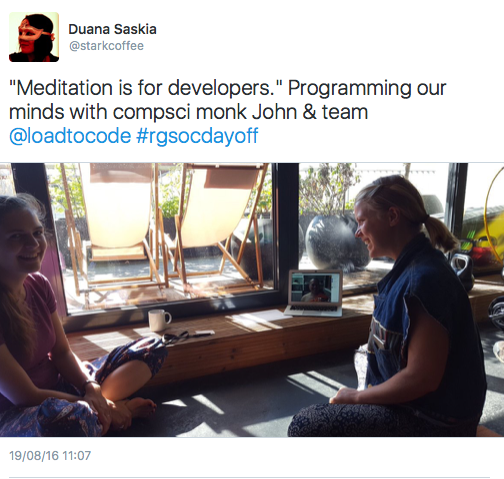 Duana Saskia
@starkcoffee
"Meditation is for developers." Programming our
minds with compsci monk John & team
@loadtocode #rgsocdayoff
19/08/16 11:07